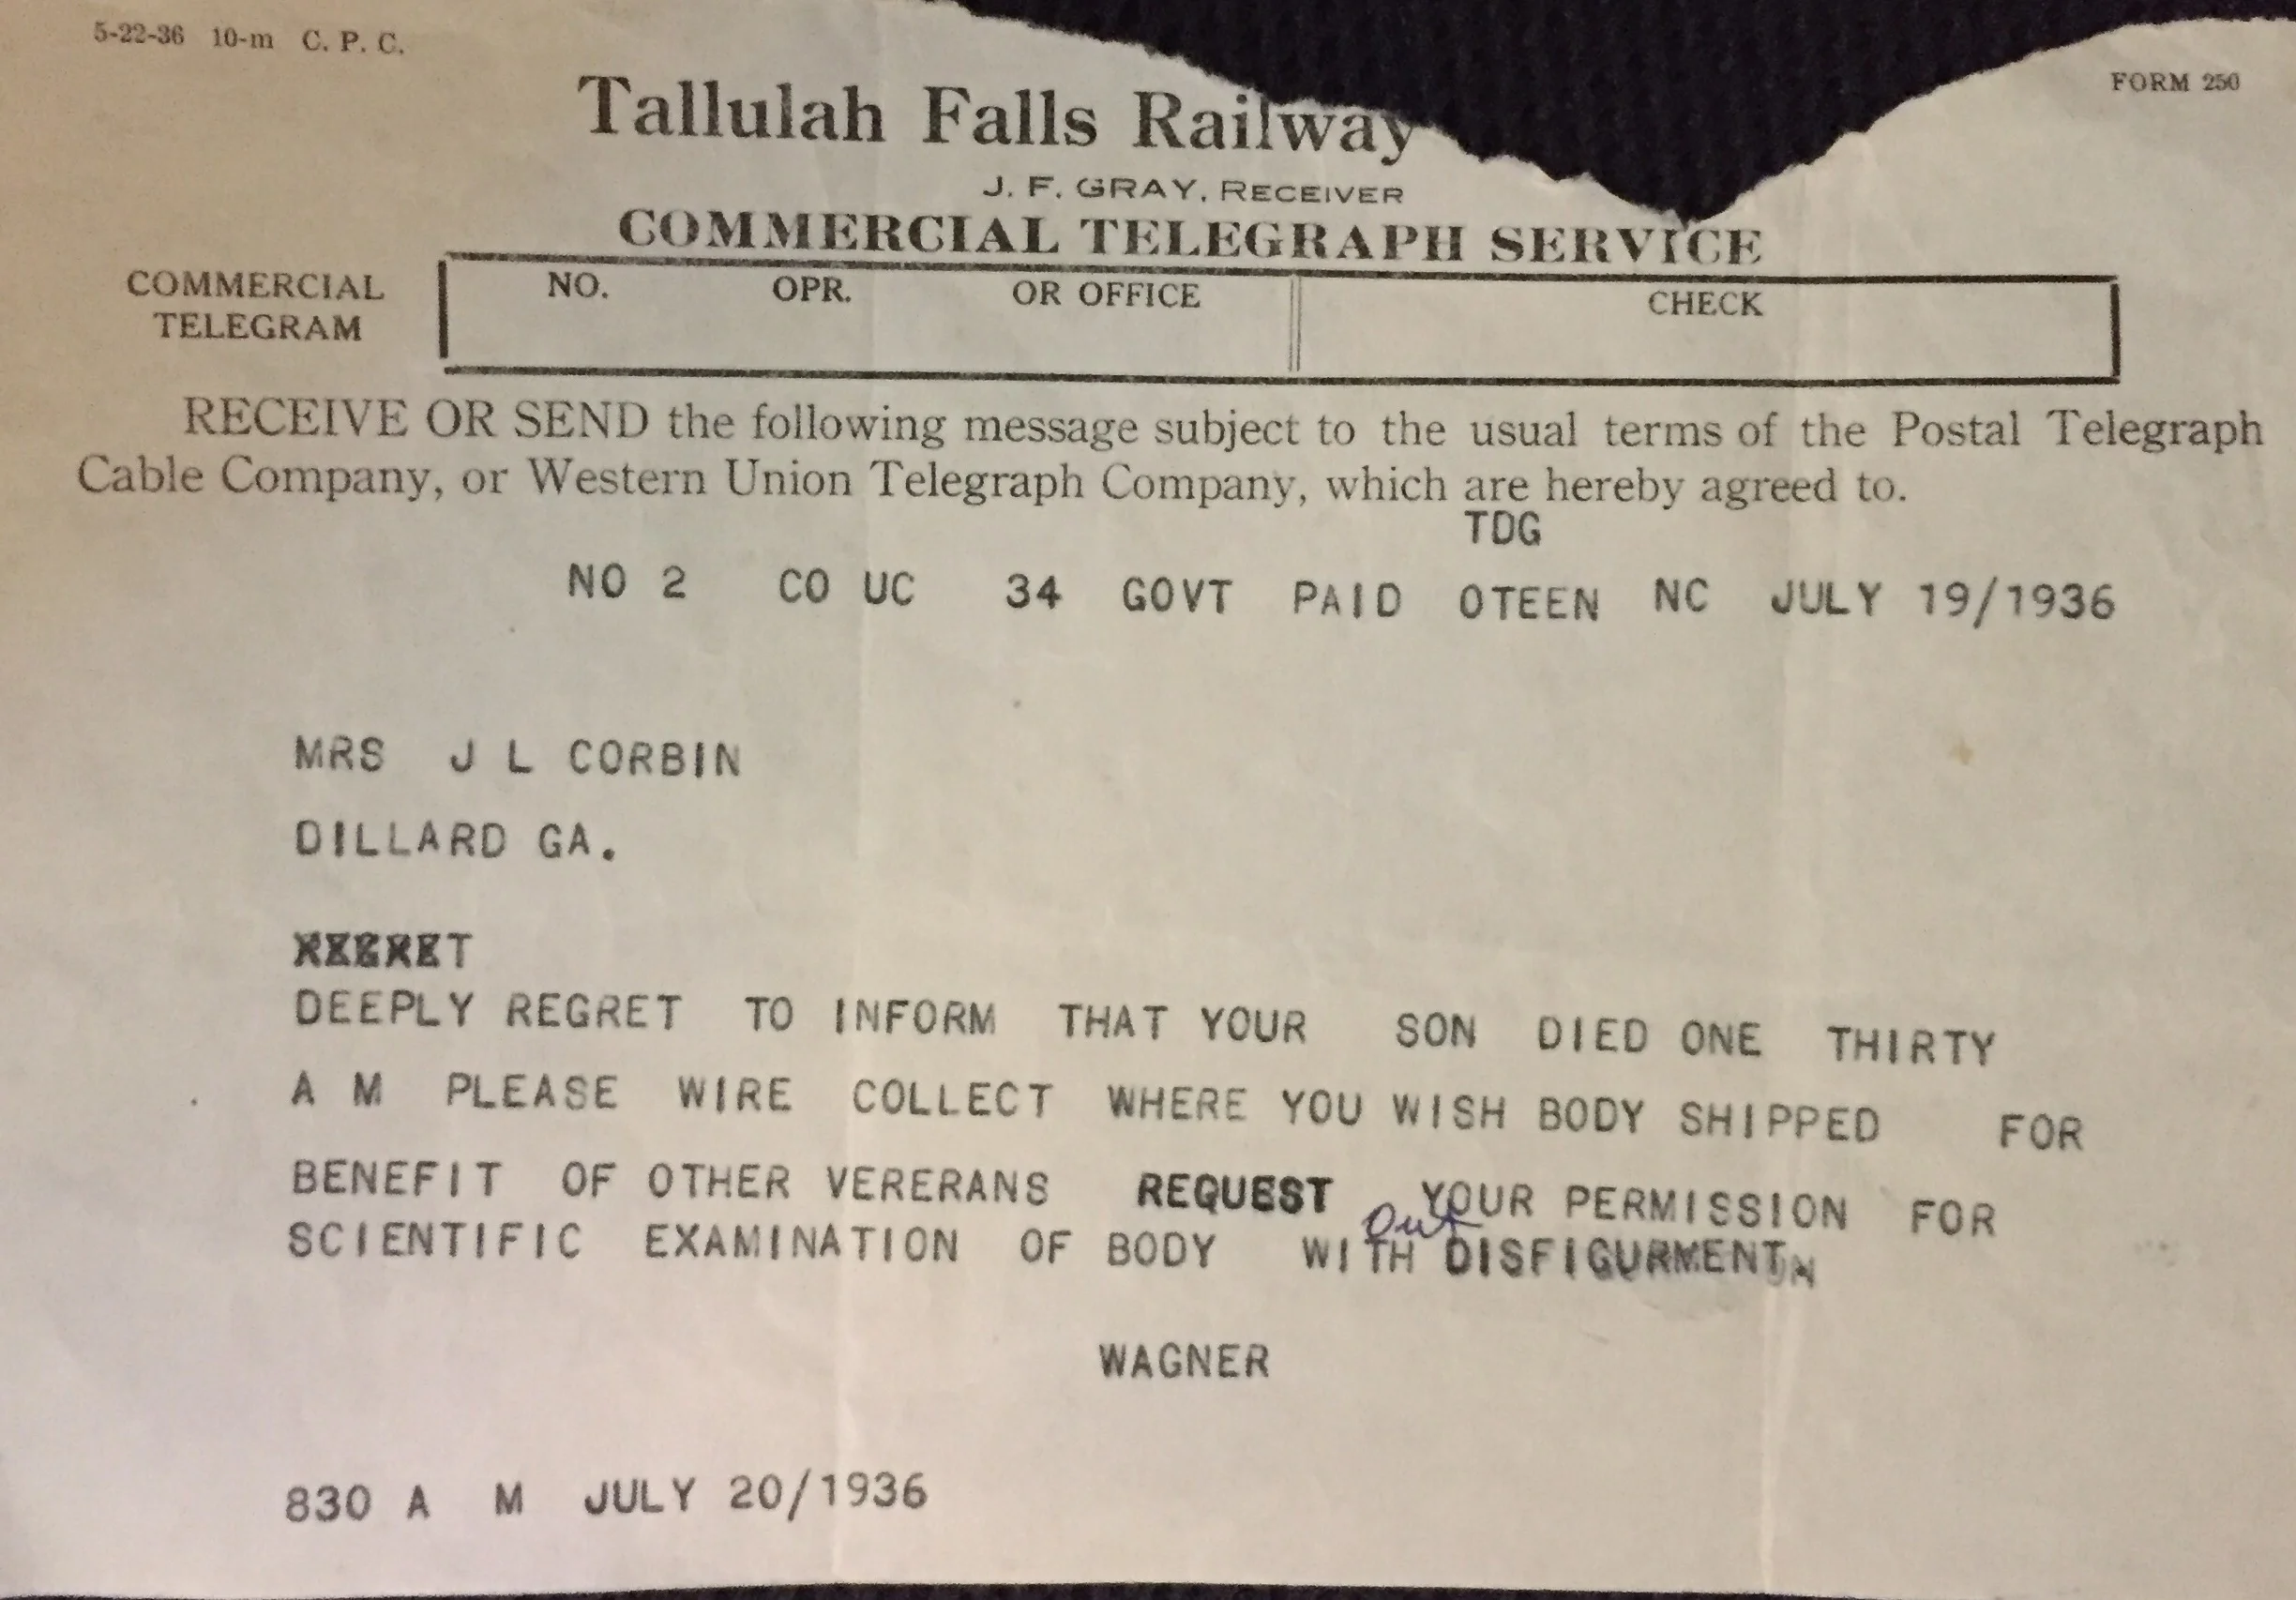 5-22-36 10-m C. P. C.
FORM 250
Tallulah Falls Railway
J. F. GRAY, RECEIVER
COMMERCIAL TELEGRAPH SERVICE
COMMERCIAL TELEGRAM
NO. OPR. OR OFFICE CHECK
RECEIVE OR SEND the following message subject to the usual terms of the Postal Telegraph
Cable Company, or Western Union Telegraph Company, which are hereby agreed to.
TDG
NO 2 CO UC 34 GOVT PAID OTEEN NC JULY 19/1936
MRS J L CORBIN
DILLARD GA.
DEEPLY REGRET TO INFORM THAT YOUR SON DIED ONE THIRTY
A M PLEASE WIRE COLLECT WHERE YOU WISH BODY SHIPPED FOR
BENEFIT OF OTHER VERERANS REQUEST YOUR PERMISSION FOR
out
SCIENTIFIC EXAMINATION OF BODY WITH DISFIGURMENT
WAGNER
830 A M JULY 20/1936